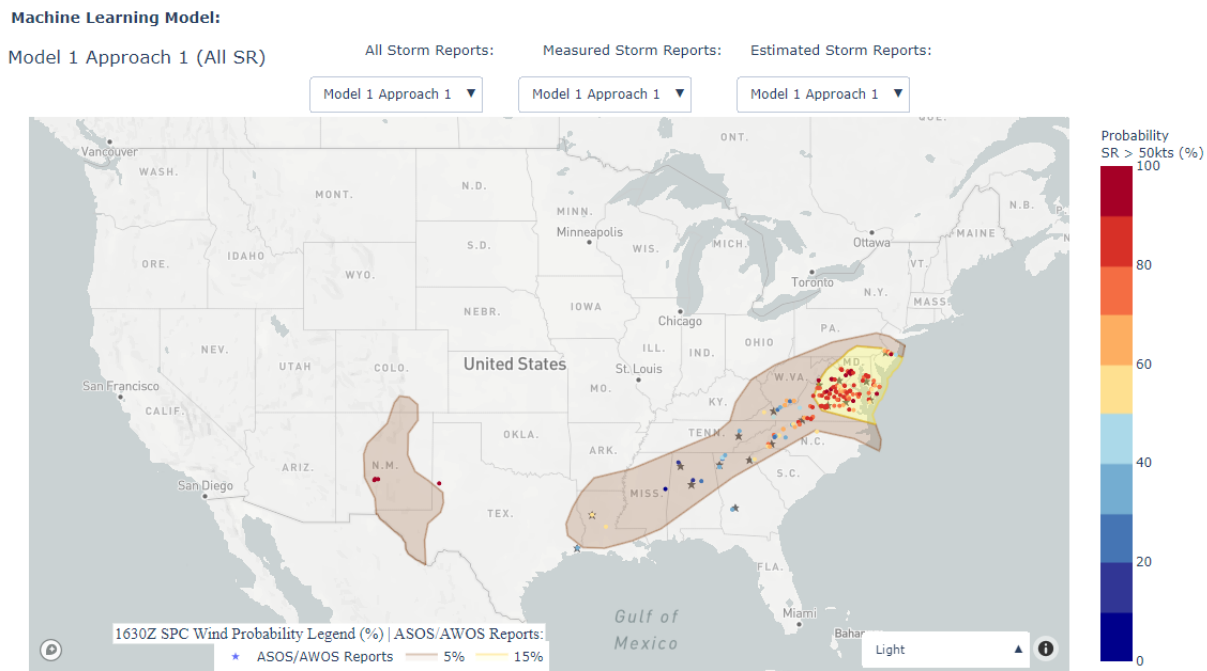 Machine Learning Model:
Model 1 Approach 1 (All SR)
All Storm Reports:
Measured Storm Reports:
Estimated Storm Reports:
Model 1 Approach 1 ▼
Model 1 Approach 1 ▼
Model 1 Approach 1 ▼
Probability
SR > 50kts (%)
100
80
60
40
20
0
ONT.
QUE.
Vancouver
WASH.
MONT.
N.D.
MINN.
Minneapolis
WIS.
MICH.
Ottawa
N.B.
MAINE
VT.
Toronto
N.Y.
MASS.
ORE.
IDAHO
WYO.
S.D.
IOWA
Chicago
NEBR.
PA.
OHIO
ILL.
IND.
NEV.
UTAH
COLO.
United States
St. Louis
MO.
W.VA
MD.
KY.
San Francisco
CALIF.
ARIZ.
N.M.
OKLA.
ARK.
TENN.
N.C.
S.C.
San Diego
TEX.
MISS.
FLA.
Miami
Gulf of
Mexico
Bahar
1630Z SPC Wind Probability Legend (%) | ASOS/AWOS Reports:
ASOS/AWOS Reports 5% 15%
Light ▲